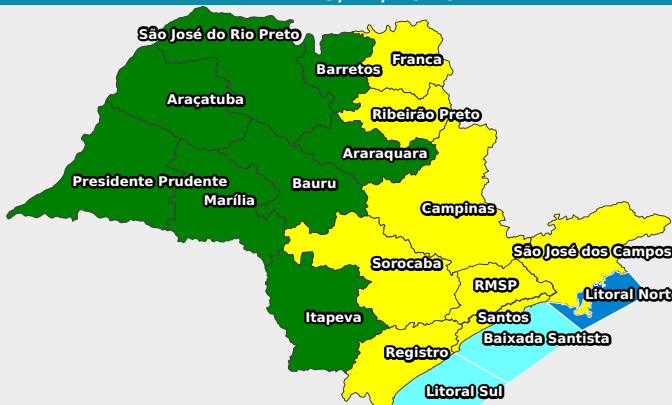 São José do Rio Preto
Franca
Barretos
Araçatuba
Ribeirão Preto
Araraquara
Presidente Prudente
Bauru
Marília
Campinas
São José dos Campos
Sorocaba
RMSP
Litoral Nort
Itapeva
Santos
Baixada Santista
Registro
Litoral Sul